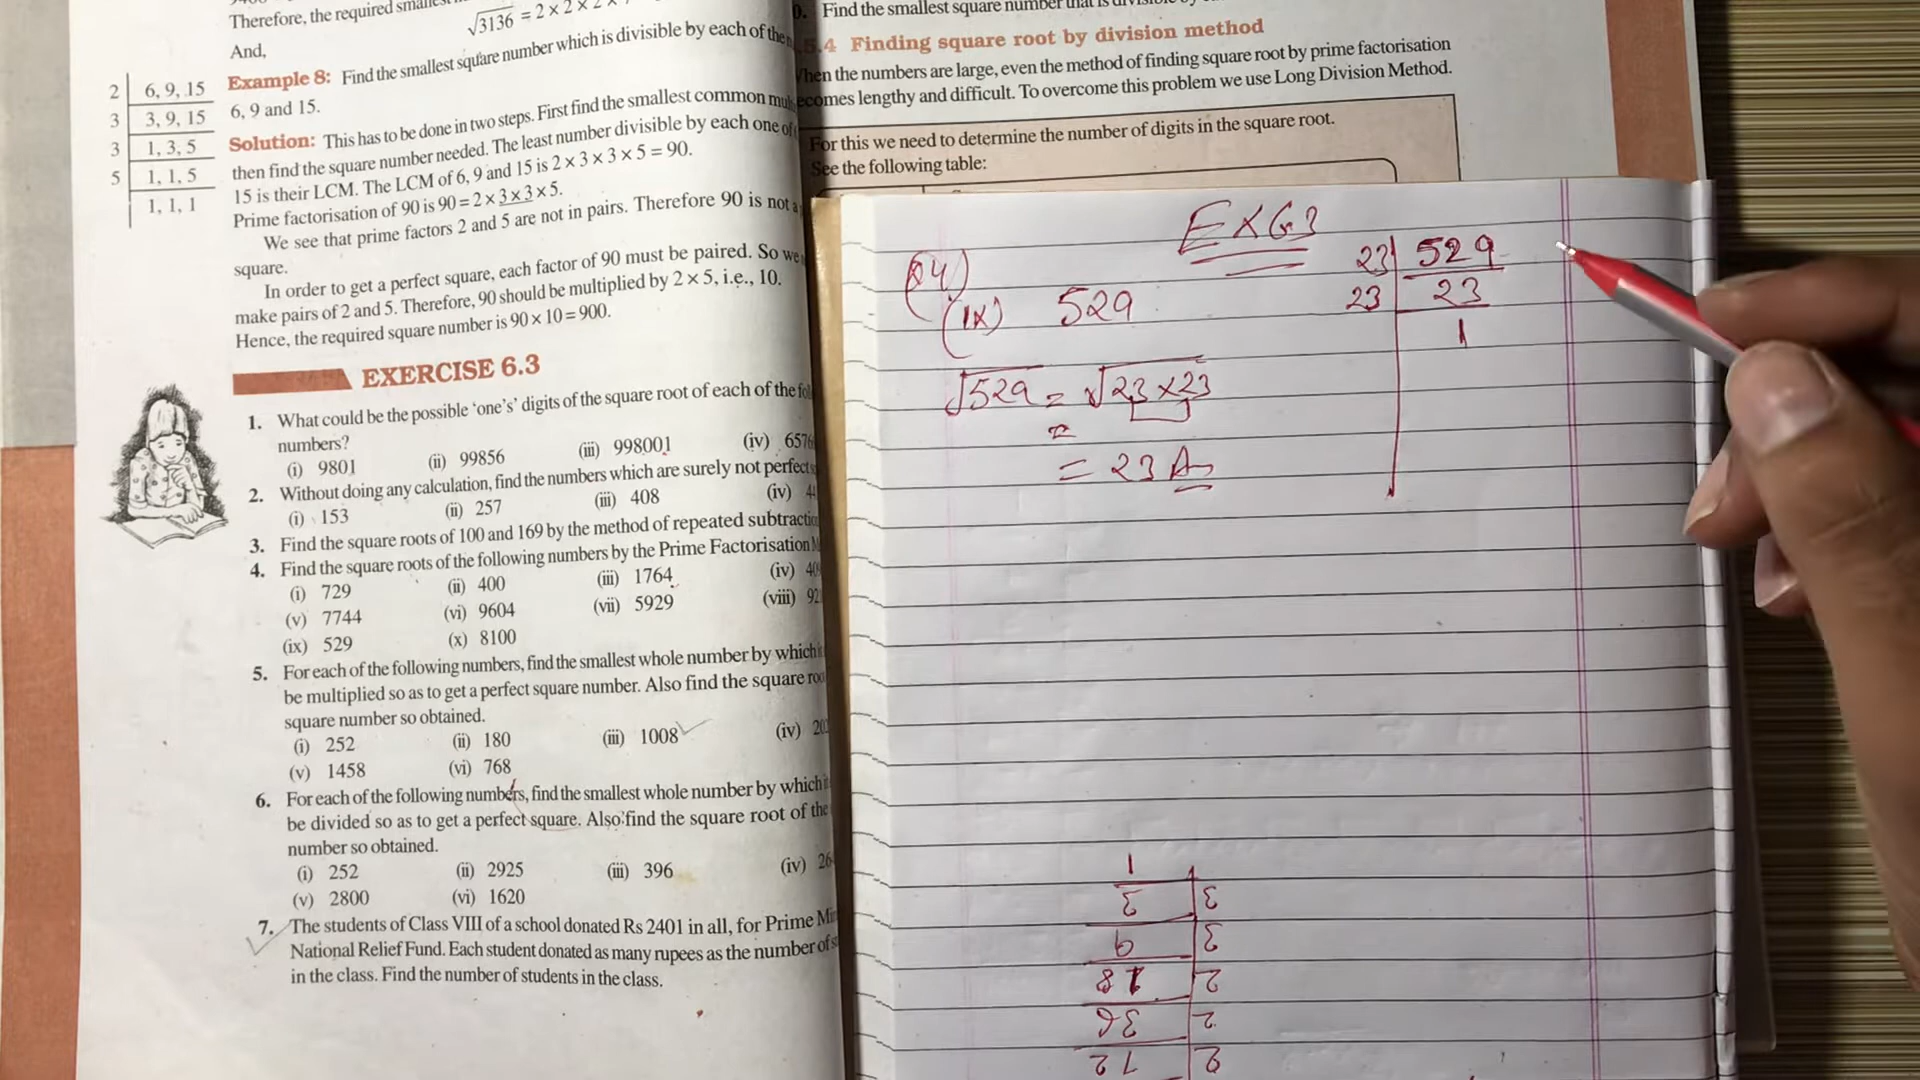 Therefore, the required
√3136 = 2 × 2 × 2
And,
Example 8: Find the smallest square number which is divisible by each of the
6, 9 and 15.
2 | 6, 9, 15
3 | 3, 9, 15
3 | 1, 3, 5
5 | 1, 1, 5
| 1, 1, 1
Solution: This has to be done in two steps. First find the smallest common
then find the square number needed. The least number divisible by each one of
15 is their LCM. The LCM of 6, 9 and 15 is 2 × 3 × 3 × 5 = 90.
Prime factorisation of 90 is 90 = 2 × 3 × 3 × 5.
We see that prime factors 2 and 5 are not in pairs. Therefore 90 is not a
square.
In order to get a perfect square, each factor of 90 must be paired. So we
make pairs of 2 and 5. Therefore, 90 should be multiplied by 2 × 5, i.e., 10.
Hence, the required square number is 90 × 10 = 900.
EXERCISE 6.3
1. What could be the possible 'one's' digits of the square root of each of the
numbers?
(i) 9801 (ii) 99856 (iii) 998001 (iv) 6576
2. Without doing any calculation, find the numbers which are surely not perfect
(i) 153 (ii) 257 (iii) 408 (iv)
3. Find the square roots of 100 and 169 by the method of repeated
4. Find the square roots of the following numbers by the Prime Factorisation
(i) 729 (ii) 400 (iii) 1764 (iv)
(v) 7744 (vi) 9604 (vii) 5929 (viii)
(ix) 529 (x) 8100
5. For each of the following numbers, find the smallest whole number by which
be multiplied so as to get a perfect square number. Also find the square
square number so obtained.
(i) 252 (ii) 180 (iii) 1008 (iv)
(v) 1458 (vi) 768
6. For each of the following numbers, find the smallest whole number by which
be divided so as to get a perfect square. Also find the square root of the
number so obtained.
(i) 252 (ii) 2925 (iii) 396 (iv)
(v) 2800 (vi) 1620
7. The students of Class VIII of a school donated Rs 2401 in all, for Prime
National Relief Fund. Each student donated as many rupees as the number of
in the class. Find the number of students in the class.
Find the smallest square number that is
.4 Finding square root by division method
When the numbers are large, even the method of finding square root by prime factorisation
becomes lengthy and difficult. To overcome this problem we use Long Division Method.
For this we need to determine the number of digits in the square root.
See the following table:
EX 6.3
Q4)
(ix) 529
23 | 529
23 | 23
| 1
√529 = √23 × 23
=
= 23 Ans
72 | 2
36 | 2
18 | 2
9 | 3
3 | 3
1